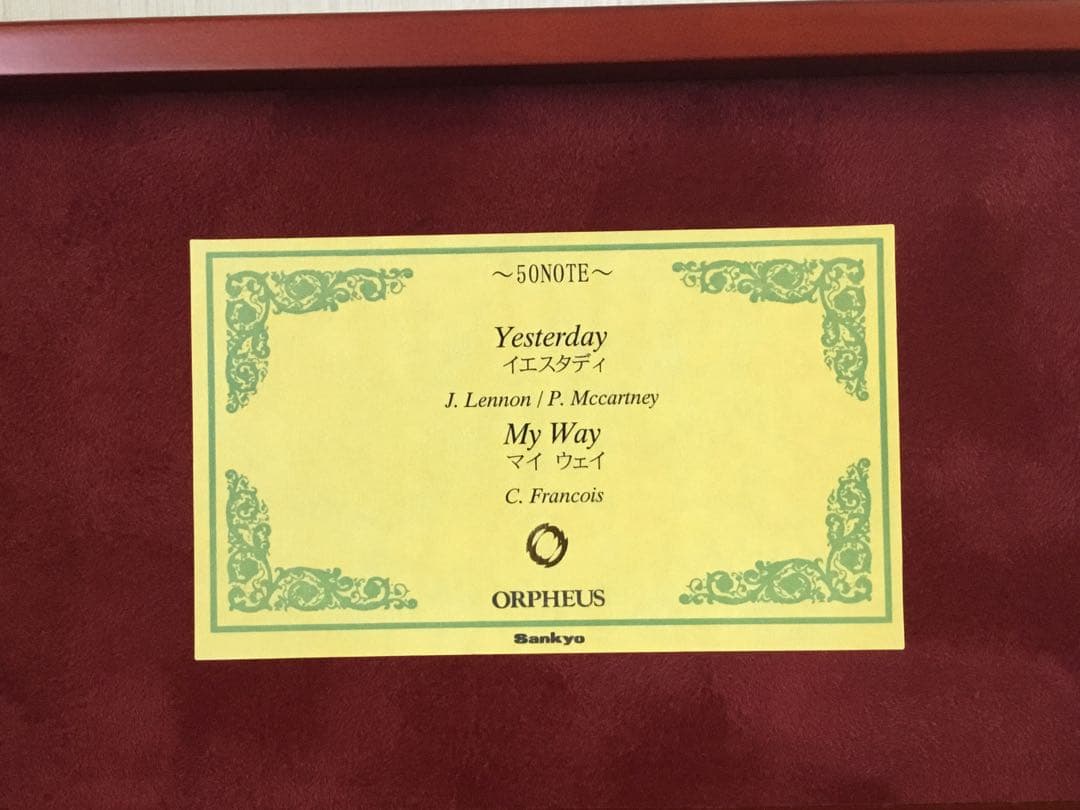 ～50NOTE～
Yesterday
イエスタディ
J. Lennon / P. Mccartney
My Way
マイ ウェイ
C. Francois
ORPHEUS
Sankyo